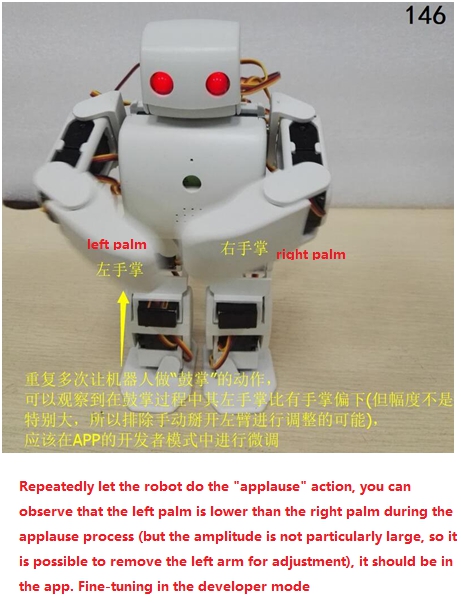 146
left palm
左手掌
右手掌
right palm
重复多次让机器人做“鼓掌”的动作,
可以观察到在鼓掌过程中其左手掌比有手掌偏下(但幅度不是
特别大，所以排除手动掰开左臂进行调整的可能),
应该在APP的开发者模式中进行微调
Repeatedly let the robot do the "applause" action, you can
observe that the left palm is lower than the right palm during the
applause process (but the amplitude is not particularly large, so it
is possible to remove the left arm for adjustment), it should be in
the app. Fine-tuning in the developer mode